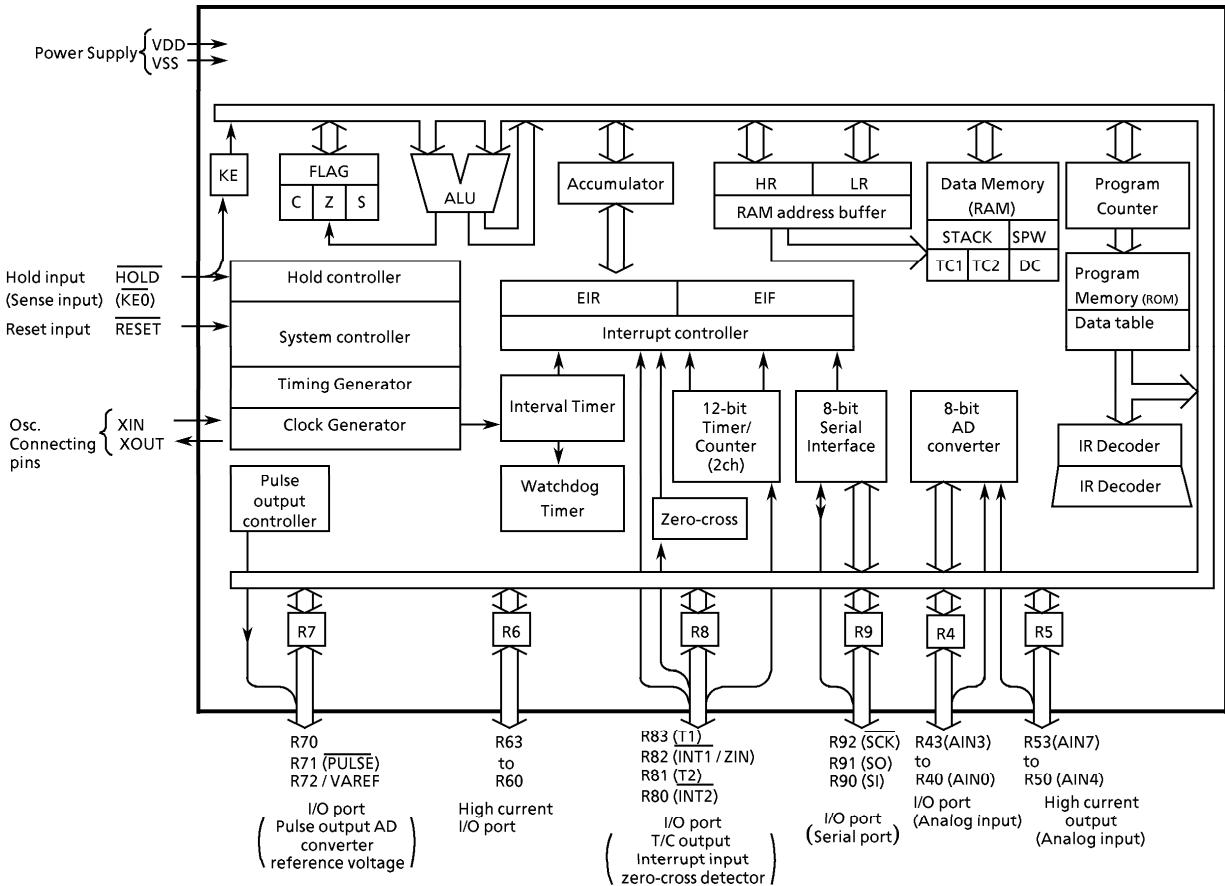 Power Supply
VDD
VSS
KE
FLAG
C Z S
ALU
Accumulator
HR LR
RAM address buffer
Data Memory
(RAM)
STACK SPW
TC1 TC2 DC
Program
Counter
Program
Memory (ROM)
Data table
Hold input HOLD
(Sense input) (KE0)
Reset input RESET
Hold controller
System controller
Timing Generator
Clock Generator
EIR EIF
Interrupt controller
Osc.
Connecting
pins
XIN
XOUT
Interval Timer
Watchdog
Timer
12-bit
Timer/
Counter
(2ch)
8-bit
Serial
Interface
8-bit
AD
converter
IR Decoder
IR Decoder
Pulse
output
controller
Zero-cross
R7
R6
R8
R9
R4
R5
R70
R71 (PULSE)
R72 / VAREF
I/O port
(Pulse output AD
converter
reference voltage)
R63
to
R60
High current
I/O port
R83 (T1)
R82 (INT1 / ZIN)
R81 (T2)
R80 (INT2)
I/O port
(T/C output
Interrupt input
zero-cross detector)
R92 (SCK)
R91 (SO)
R90 (SI)
I/O port
(Serial port)
R43(AIN3)
to
R40 (AIN0)
I/O port
(Analog input)
R53(AIN7)
to
R50 (AIN4)
High current
output
(Analog input)